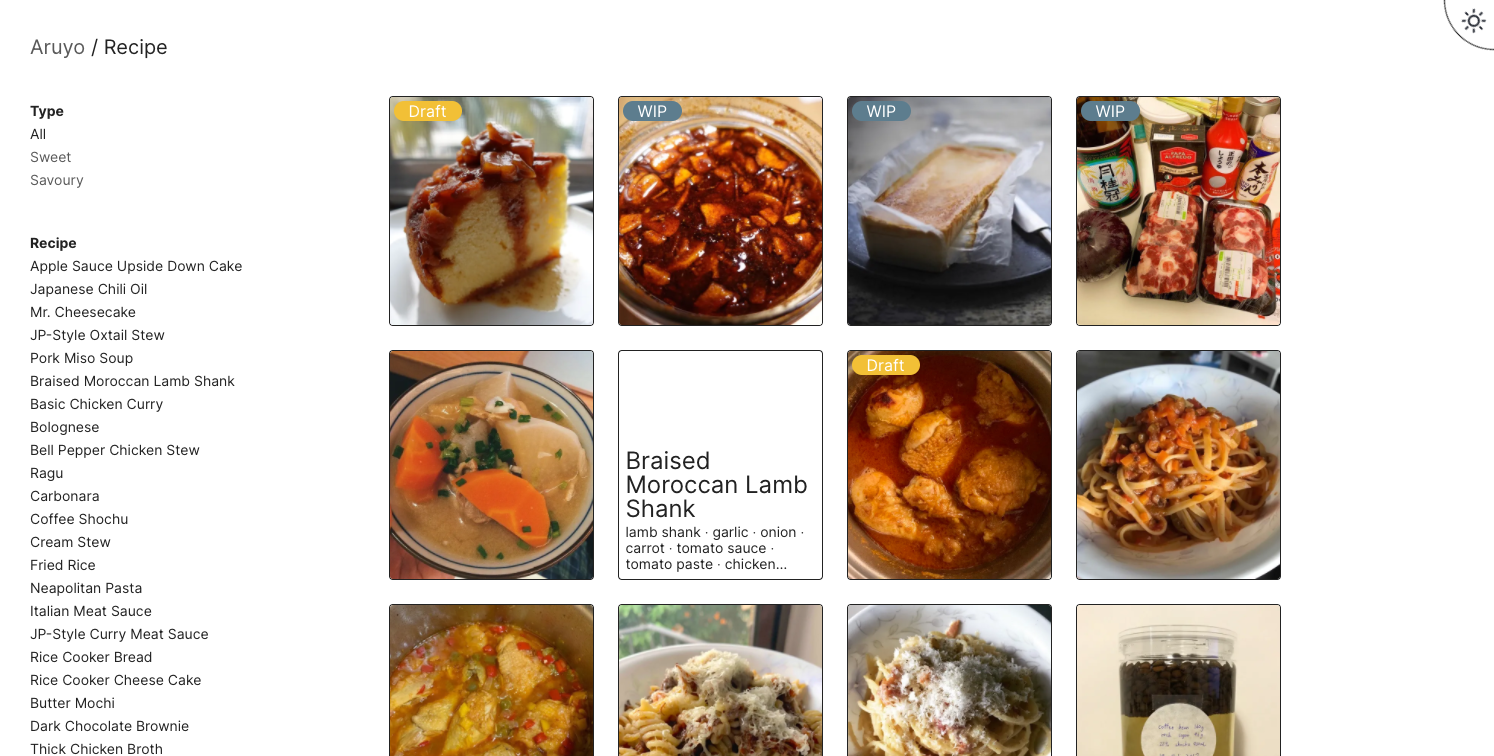 Aruyo / Recipe
Type
All
Sweet
Savoury
Recipe
Apple Sauce Upside Down Cake
Japanese Chili Oil
Mr. Cheesecake
JP-Style Oxtail Stew
Pork Miso Soup
Braised Moroccan Lamb Shank
Basic Chicken Curry
Bolognese
Bell Pepper Chicken Stew
Ragu
Carbonara
Coffee Shochu
Cream Stew
Fried Rice
Neapolitan Pasta
Italian Meat Sauce
JP-Style Curry Meat Sauce
Rice Cooker Bread
Rice Cooker Cheese Cake
Butter Mochi
Dark Chocolate Brownie
Thick Chicken Broth
Draft
WIP
WIP
WIP
月桂冠
Braised
Moroccan Lamb
Shank
lamb shank · garlic · onion ·
carrot · tomato sauce ·
tomato paste · chicken...
Draft